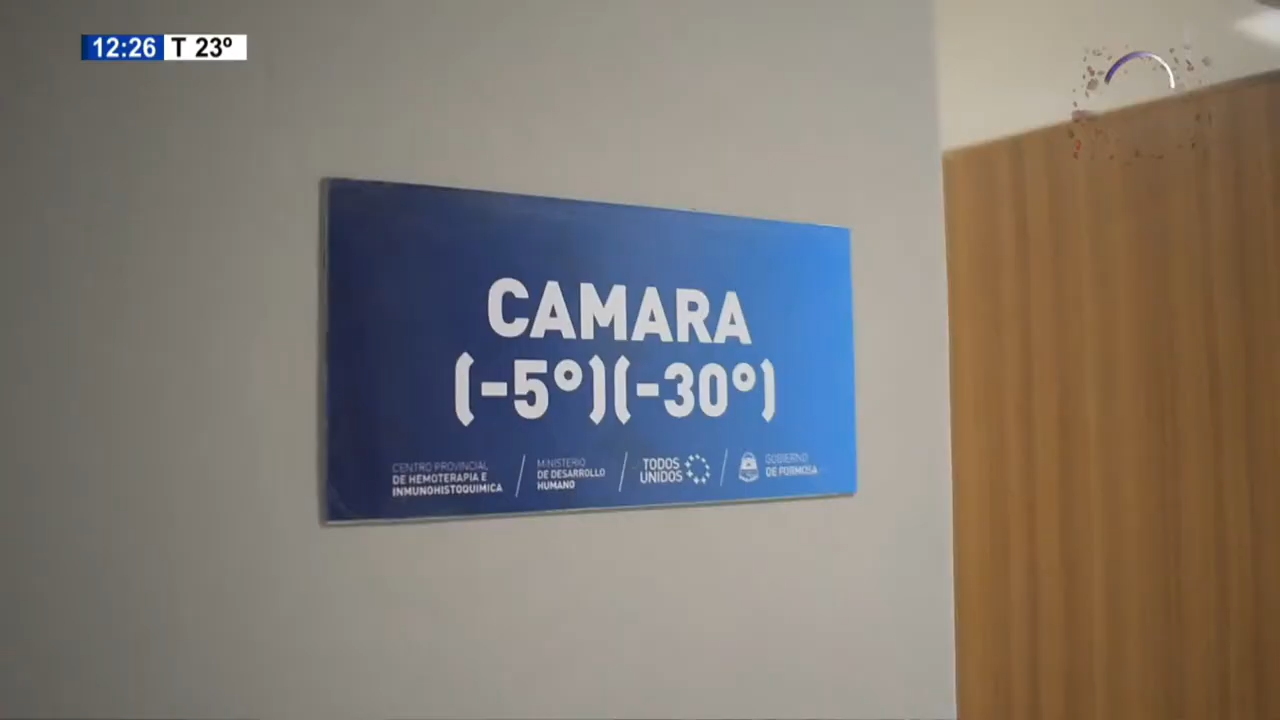 12:26 T 23º
CAMARA
(-5°)(-30°)
CENTRO PROVINCIAL
DE HEMOTERAPIA E
INMUNOHISTOQUIMICA
MINISTERIO
DE DESARROLLO
HUMANO
TODOS
UNIDOS
GOBIERNO
DE FORMOSA